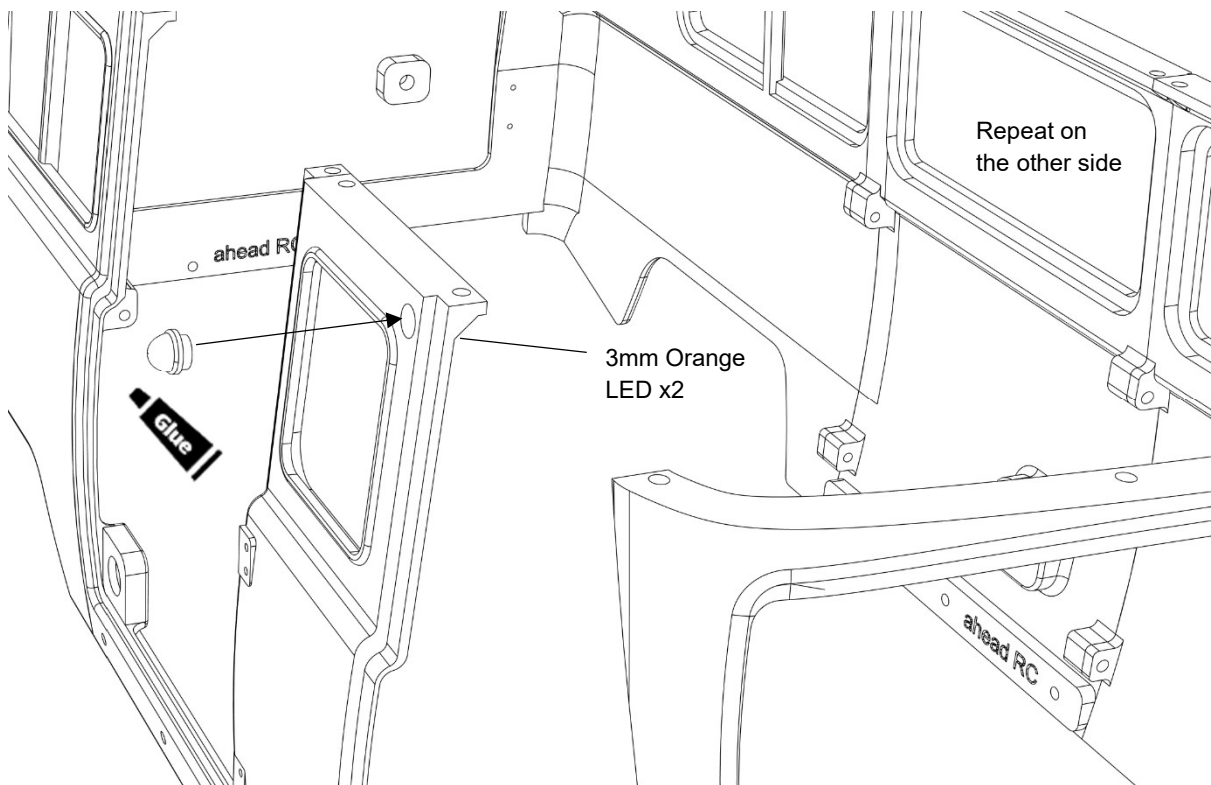 Repeat on
the other side
ahead RC
3mm Orange
LED x2
Glue
ahead RC